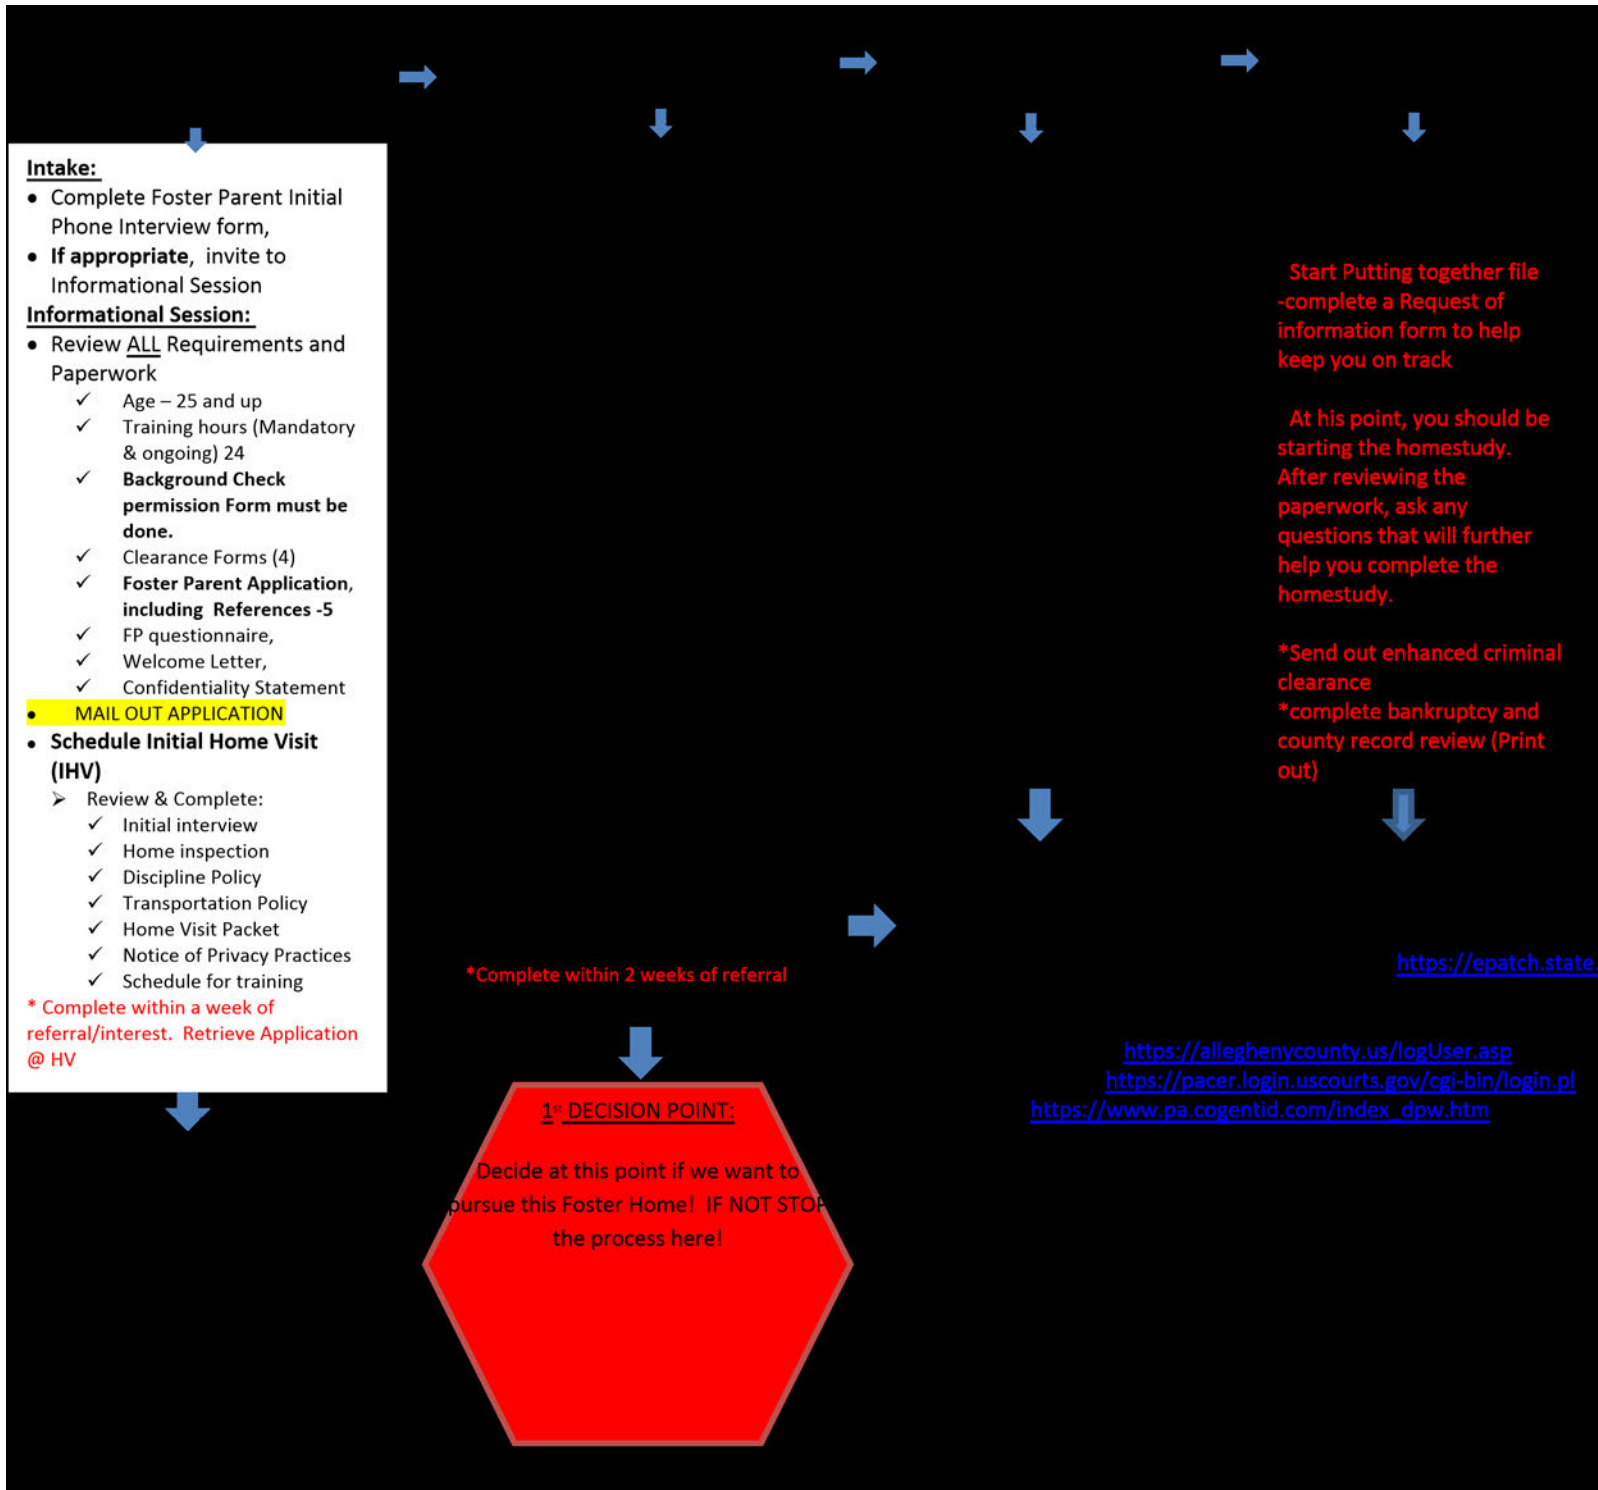 Intake:
• Complete Foster Parent Initial
Phone Interview form,
• If appropriate, invite to
Informational Session
Informational Session:
• Review ALL Requirements and
Paperwork
✓ Age – 25 and up
✓ Training hours (Mandatory
& ongoing) 24
✓ Background Check
permission Form must be
done.
✓ Clearance Forms (4)
✓ Foster Parent Application,
including References -5
✓ FP questionnaire,
✓ Welcome Letter,
✓ Confidentiality Statement
• MAIL OUT APPLICATION
• Schedule Initial Home Visit
(IHV)
➢ Review & Complete:
✓ Initial interview
✓ Home inspection
✓ Discipline Policy
✓ Transportation Policy
✓ Home Visit Packet
✓ Notice of Privacy Practices
✓ Schedule for training
* Complete within a week of
referral/interest. Retrieve Application
@ HV
*Complete within 2 weeks of referral
1st DECISION POINT:
Decide at this point if we want to
pursue this Foster Home! IF NOT STOP
the process here!
Start Putting together file
-complete a Request of
information form to help
keep you on track
At his point, you should be
starting the homestudy.
After reviewing the
paperwork, ask any
questions that will further
help you complete the
homestudy.
*Send out enhanced criminal
clearance
*complete bankruptcy and
county record review (Print
out)
https://epatch.state.
https://alleghenycounty.us/logUser.asp
https://pacer.login.uscourts.gov/cgi-bin/login.pl
https://www.pa.cogentid.com/index_dpw.htm